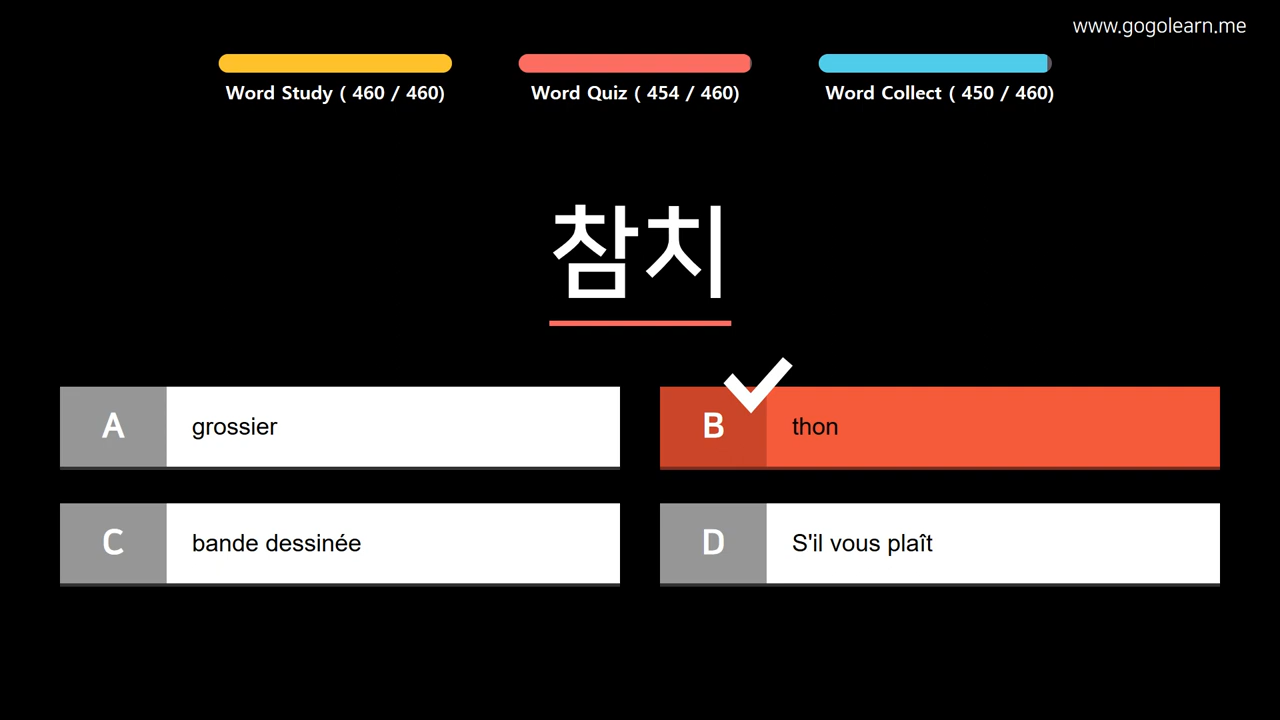 www.gogolearn.me
Word Study ( 460 / 460)
Word Quiz ( 454 / 460)
Word Collect ( 450 / 460)
참치
A
grossier
B
thon
C
bande dessinée
D
S'il vous plaît